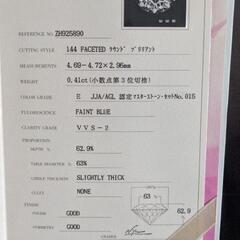 REFERENCE NO. ZH925890
CUTTING STYLE 144 FACETED ラウンド ブリリアント
MEASUREMENTS 4.69-4.72×2.96mm
0.41ct (小数点第3位切捨)
COLOR GRADE E JJA/AGL 認定マスターストーン・セットNo.015
FLUORESCENCE FAINT BLUE
CLARITY GRADE VVS-2
PROPORTION
DEPTH % 62.9%
TABLE DIAMETER % 63%
GIRDLE THICKNESS SLIGHTLY THICK
CULET NONE
63
FINISH
POLISH GOOD
SYMMETRY GOOD
62.9